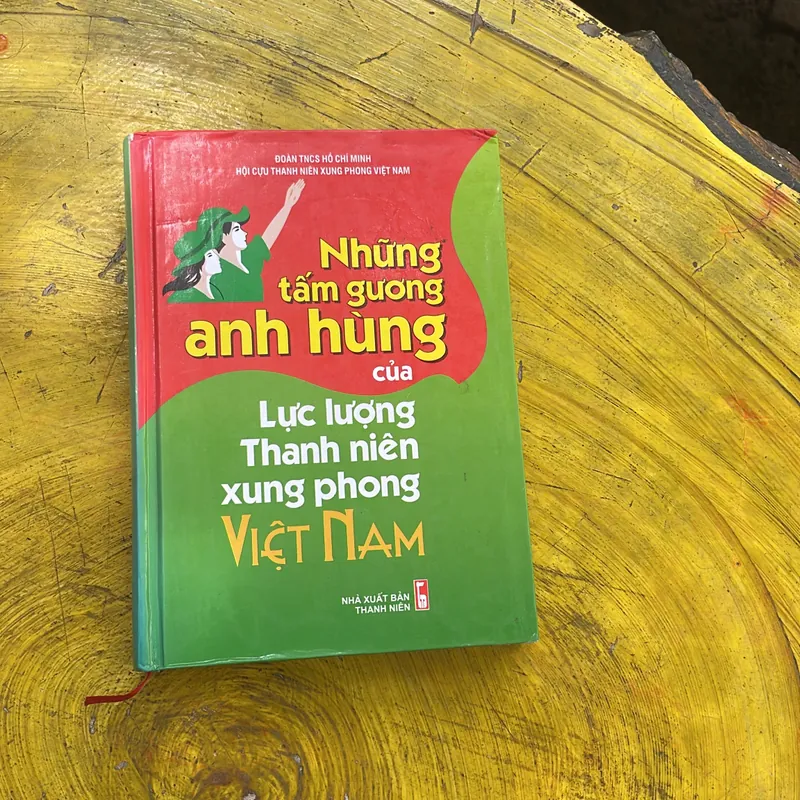 ĐOÀN TNCS HỒ CHÍ MINH
HỘI CỰU THANH NIÊN XUNG PHONG VIỆT NAM
Những
tấm gương
anh hùng
của
Lực lượng
Thanh niên
xung phong
VIỆT NAM
NHÀ XUẤT BẢN
THANH NIÊN